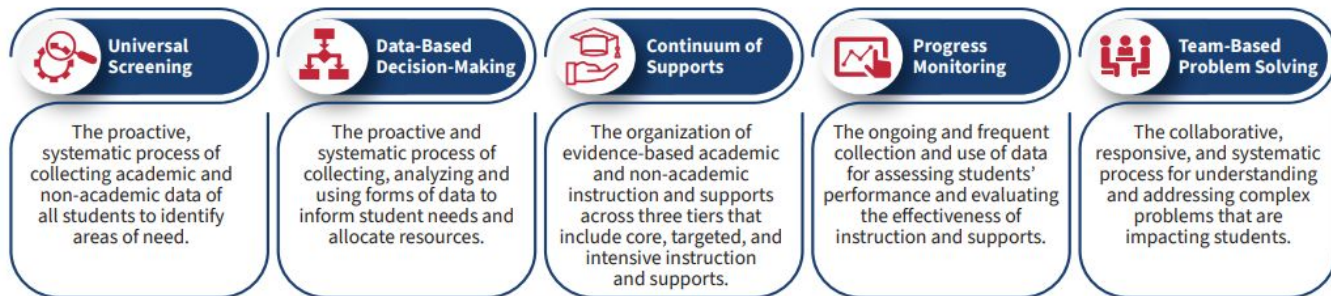 Universal
Screening
The proactive,
systematic process of
collecting academic and
non-academic data of
all students to identify
areas of need.
Data-Based
Decision-Making
The proactive and
systematic process of
collecting, analyzing and
using forms of data to
inform student needs and
allocate resources.
Continuum of
Supports
The organization of
evidence-based academic
and non-academic
instruction and supports
across three tiers that
include core, targeted, and
intensive instruction
and supports.
Progress
Monitoring
The ongoing and frequent
collection and use of data
for assessing students’
performance and evaluating
the effectiveness of
instruction and supports.
Team-Based
Problem Solving
The collaborative,
responsive, and systematic
process for understanding
and addressing complex
problems that are
impacting students.